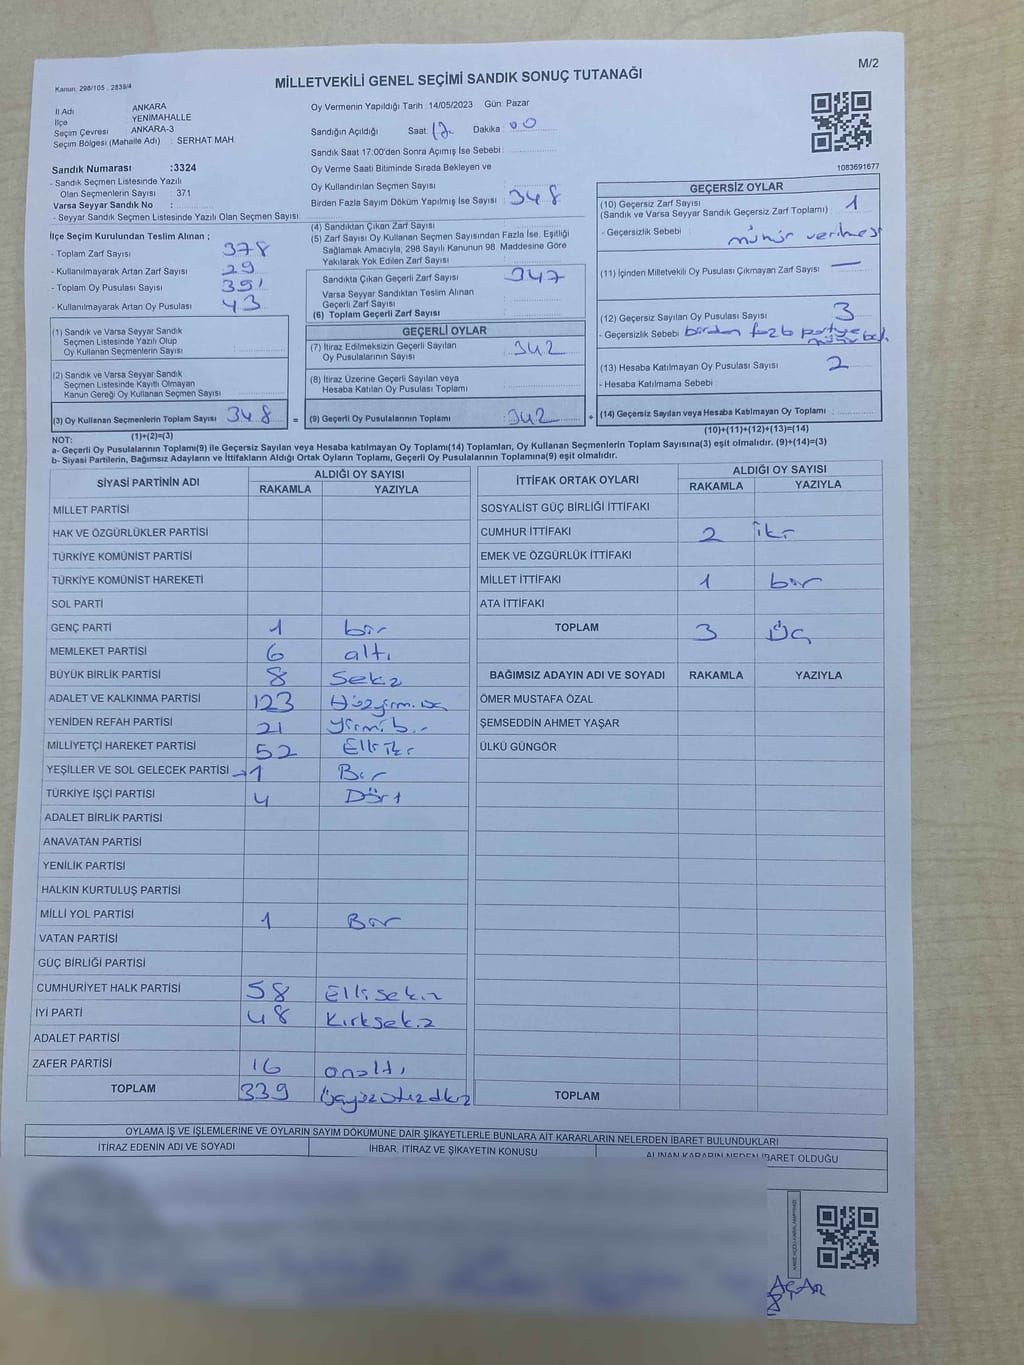 M/2
Kanun, 298/105 , 2839/4
MİLLETVEKİLİ GENEL SEÇİMİ SANDIK SONUÇ TUTANAĞI
İl Adı ANKARA
İlçe YENİMAHALLE
Seçim Çevresi ANKARA-3
Seçim Bölgesi (Mahalle Adı) : SERHAT MAH.
Oy Vermenin Yapıldığı Tarih :14/05/2023 Gün: Pazar
Sandığın Açıldığı Saat: 17 Dakika: 00
Sandık Saat 17:00'den Sonra Açımış İse Sebebi:
Sandık Numarası :3324
- Sandık Seçmen Listesinde Yazılı
Olan Seçmenlerin Sayısı : 371
Varsa Seyyar Sandık No :
- Seyyar Sandık Seçmen Listesinde Yazılı Olan Seçmen Sayısı
Oy Verme Saati Bitiminde Sırada Bekleyen ve
Oy Kullandırılan Seçmen Sayısı :
Birden Fazla Sayım Döküm Yapılmış İse Sayısı :
1083691677
İlçe Seçim Kurulundan Teslim Alınan ;
- Toplam Zarf Sayısı : 378
- Kullanılmayarak Artan Zarf Sayısı : 29
- Toplam Oy Pusulası Sayısı : 391
- Kullanılmayarak Artan Oy Pusulası : 43
(4) Sandıktan Çıkan Zarf Sayısı : 348
(5) Zarf Sayısı Oy Kullanan Seçmen Sayısından Fazla İse, Eşitliği
Sağlamak Amacıyla, 298 Sayılı Kanunun 98. Maddesine Göre
Yakılarak Yok Edilen Zarf Sayısı
Sandıkta Çıkan Geçerli Zarf Sayısı : 347
Varsa Seyyar Sandıktan Teslim Alınan
Geçerli Zarf Sayısı
(6) Toplam Geçerli Zarf Sayısı
GEÇERSİZ OYLAR
(10) Geçersiz Zarf Sayısı 1
(Sandık ve Varsa Seyyar Sandık Geçersiz Zarf Toplamı)
- Geçersizlik Sebebi :
(11) İçinden Milletvekili Oy Pusulası Çıkmayan Zarf Sayısı : —
(12) Geçersiz Sayılan Oy Pusulası Sayısı : 3
- Geçersizlik Sebebi birden fazla partiye
(13) Hesaba Katılmayan Oy Pusulası Sayısı : 2
- Hesaba Katılmama Sebebi :
(14) Geçersiz Sayılan veya Hesaba Katılmayan Oy Toplamı :
(10)+(11)+(12)+(13)=(14)
(1) Sandık ve Varsa Seyyar Sandık
Seçmen Listesinde Yazılı Olup
Oy Kullanan Seçmenlerin Sayısı :
(2) Sandık ve Varsa Seyyar Sandık
Seçmen Listesinde Kayıtlı Olmayan
Kanun Gereği Oy Kullanan Seçmen Sayısı :
(3) Oy Kullanan Seçmenlerin Toplam Sayısı : 348 =
(1)+(2)=(3)
GEÇERLİ OYLAR
(7) İtiraz Edilmeksizin Geçerli Sayılan
Oy Pusulalarının Sayısı : 342
(8) İtiraz Üzerine Geçerli Sayılan veya
Hesaba Katılan Oy Pusulası Toplamı :
(9) Geçerli Oy Pusulalarının Toplamı : 342 +
NOT:
a- Geçerli Oy Pusulaları Toplamı(9) ile Geçersiz Sayılan veya Hesaba katılmayan Oy Toplamı(14) Toplamları, Oy Kullanan Seçmenlerin Toplam Sayısına(3) eşit olmalıdır. (9)+(14)=(3)
b- Siyasi Partilerin, Bağımsız Adayların ve İttifakların Aldığı Ortak Oyların Toplamı, Geçerli Oy Pusulalarının Toplamına(9) eşit olmalıdır.
SİYASİ PARTİNİN ADI
ALDIĞI OY SAYISI
RAKAMLA YAZIYLA
MİLLET PARTİSİ
HAK VE ÖZGÜRLÜKLER PARTİSİ
TÜRKİYE KOMÜNİST PARTİSİ
TÜRKİYE KOMÜNİST HAREKETİ
SOL PARTİ
GENÇ PARTİ 1 bir
MEMLEKET PARTİSİ 6 altı
BÜYÜK BİRLİK PARTİSİ 8 Sekiz
ADALET VE KALKINMA PARTİSİ 123
YENİDEN REFAH PARTİSİ 21 yirmibir
MİLLİYETÇİ HAREKET PARTİSİ 52 Elli iki
YEŞİLLER VE SOL GELECEK PARTİSİ → 1 Bir
TÜRKİYE İŞÇİ PARTİSİ 4 Dört
ADALET BİRLİK PARTİSİ
ANAVATAN PARTİSİ
YENİLİK PARTİSİ
HALKIN KURTULUŞ PARTİSİ
MİLLİ YOL PARTİSİ 1 Bir
VATAN PARTİSİ
GÜÇ BİRLİĞİ PARTİSİ
CUMHURİYET HALK PARTİSİ 58 Ellisekiz
İYİ PARTİ 48 Kırksekiz
ADALET PARTİSİ
ZAFER PARTİSİ 16 onaltı
TOPLAM 339
İTTİFAK ORTAK OYLARI
ALDIĞI OY SAYISI
RAKAMLA YAZIYLA
SOSYALİST GÜÇ BİRLİĞİ İTTİFAKI
CUMHUR İTTİFAKI 2 iki
EMEK VE ÖZGÜRLÜK İTTİFAKI
MİLLET İTTİFAKI 1 bir
ATA İTTİFAKI
TOPLAM 3 Üç
BAĞIMSIZ ADAYIN ADI VE SOYADI RAKAMLA YAZIYLA
ÖMER MUSTAFA ÖZAL
ŞEMSEDDİN AHMET YAŞAR
ÜLKÜ GÜNGÖR
TOPLAM
OYLAMA İŞ VE İŞLEMLERİNE VE OYLARIN SAYIM DÖKÜMÜNE DAİR ŞİKAYETLERLE BUNLARA AİT KARARLARIN NELERDEN İBARET BULUNDUKLARI
İTİRAZ EDENİN ADI VE SOYADI
İHBAR, İTİRAZ VE ŞİKAYETİN KONUSU
ALINAN KARARIN NEDEN İBARET OLDUĞU